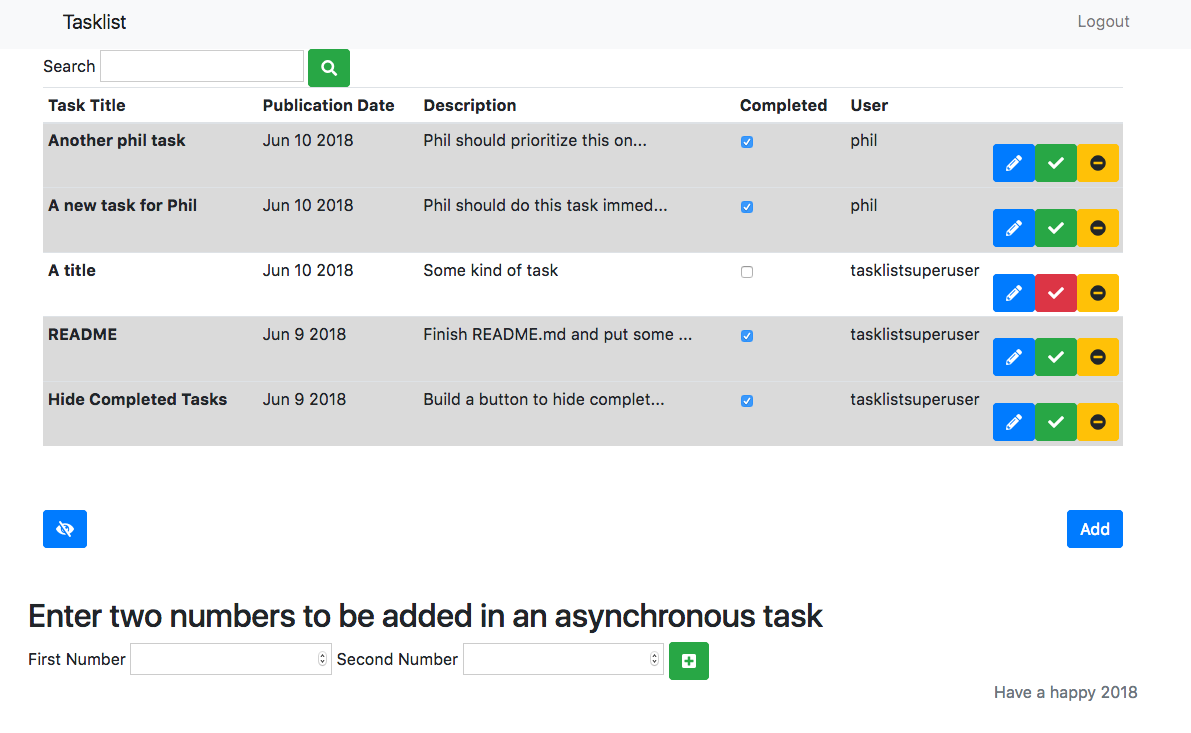 Tasklist Logout
Search
Task Title Publication Date Description Completed User
Another phil task Jun 10 2018 Phil should prioritize this on... phil
A new task for Phil Jun 10 2018 Phil should do this task immed... phil
A title Jun 10 2018 Some kind of task tasklistsuperuser
README Jun 9 2018 Finish README.md and put some ... tasklistsuperuser
Hide Completed Tasks Jun 9 2018 Build a button to hide complet... tasklistsuperuser
Add
Enter two numbers to be added in an asynchronous task
First Number Second Number
Have a happy 2018